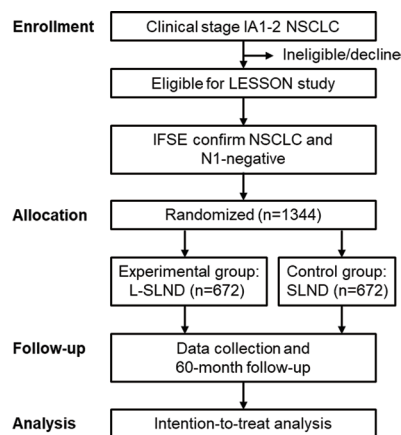 Enrollment
Clinical stage IA1-2 NSCLC
Ineligible/decline
Eligible for LESSON study
IFSE confirm NSCLC and
N1-negative
Allocation
Randomized (n=1344)
Experimental group:
L-SLND (n=672)
Control group:
SLND (n=672)
Follow-up
Data collection and
60-month follow-up
Analysis
Intention-to-treat analysis